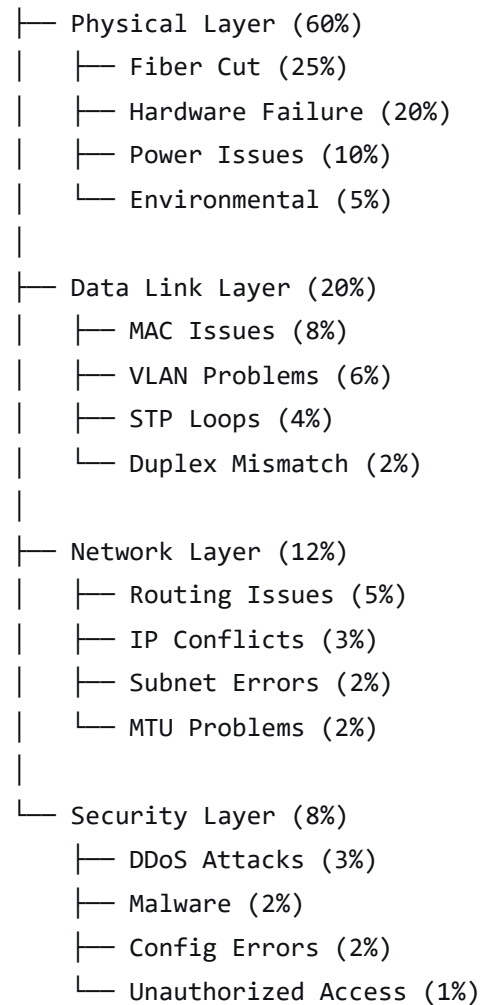 ├── Physical Layer (60%)
│   ├── Fiber Cut (25%)
│   ├── Hardware Failure (20%)
│   ├── Power Issues (10%)
│   └── Environmental (5%)
│
├── Data Link Layer (20%)
│   ├── MAC Issues (8%)
│   ├── VLAN Problems (6%)
│   ├── STP Loops (4%)
│   └── Duplex Mismatch (2%)
│
├── Network Layer (12%)
│   ├── Routing Issues (5%)
│   ├── IP Conflicts (3%)
│   ├── Subnet Errors (2%)
│   └── MTU Problems (2%)
│
└── Security Layer (8%)
    ├── DDoS Attacks (3%)
    ├── Malware (2%)
    ├── Config Errors (2%)
    └── Unauthorized Access (1%)